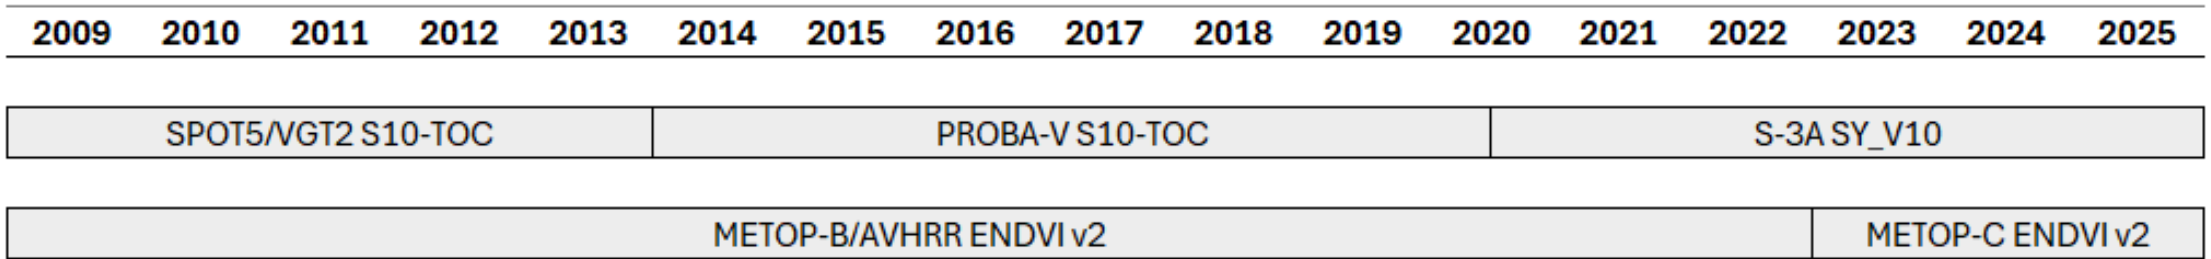 2009 2010 2011 2012 2013 2014 2015 2016 2017 2018 2019 2020 2021 2022 2023 2024 2025
SPOT5/VGT2 S10-TOC PROBA-V S10-TOC S-3A SY_V10
METOP-B/AVHRR ENDVI v2 METOP-C ENDVI v2